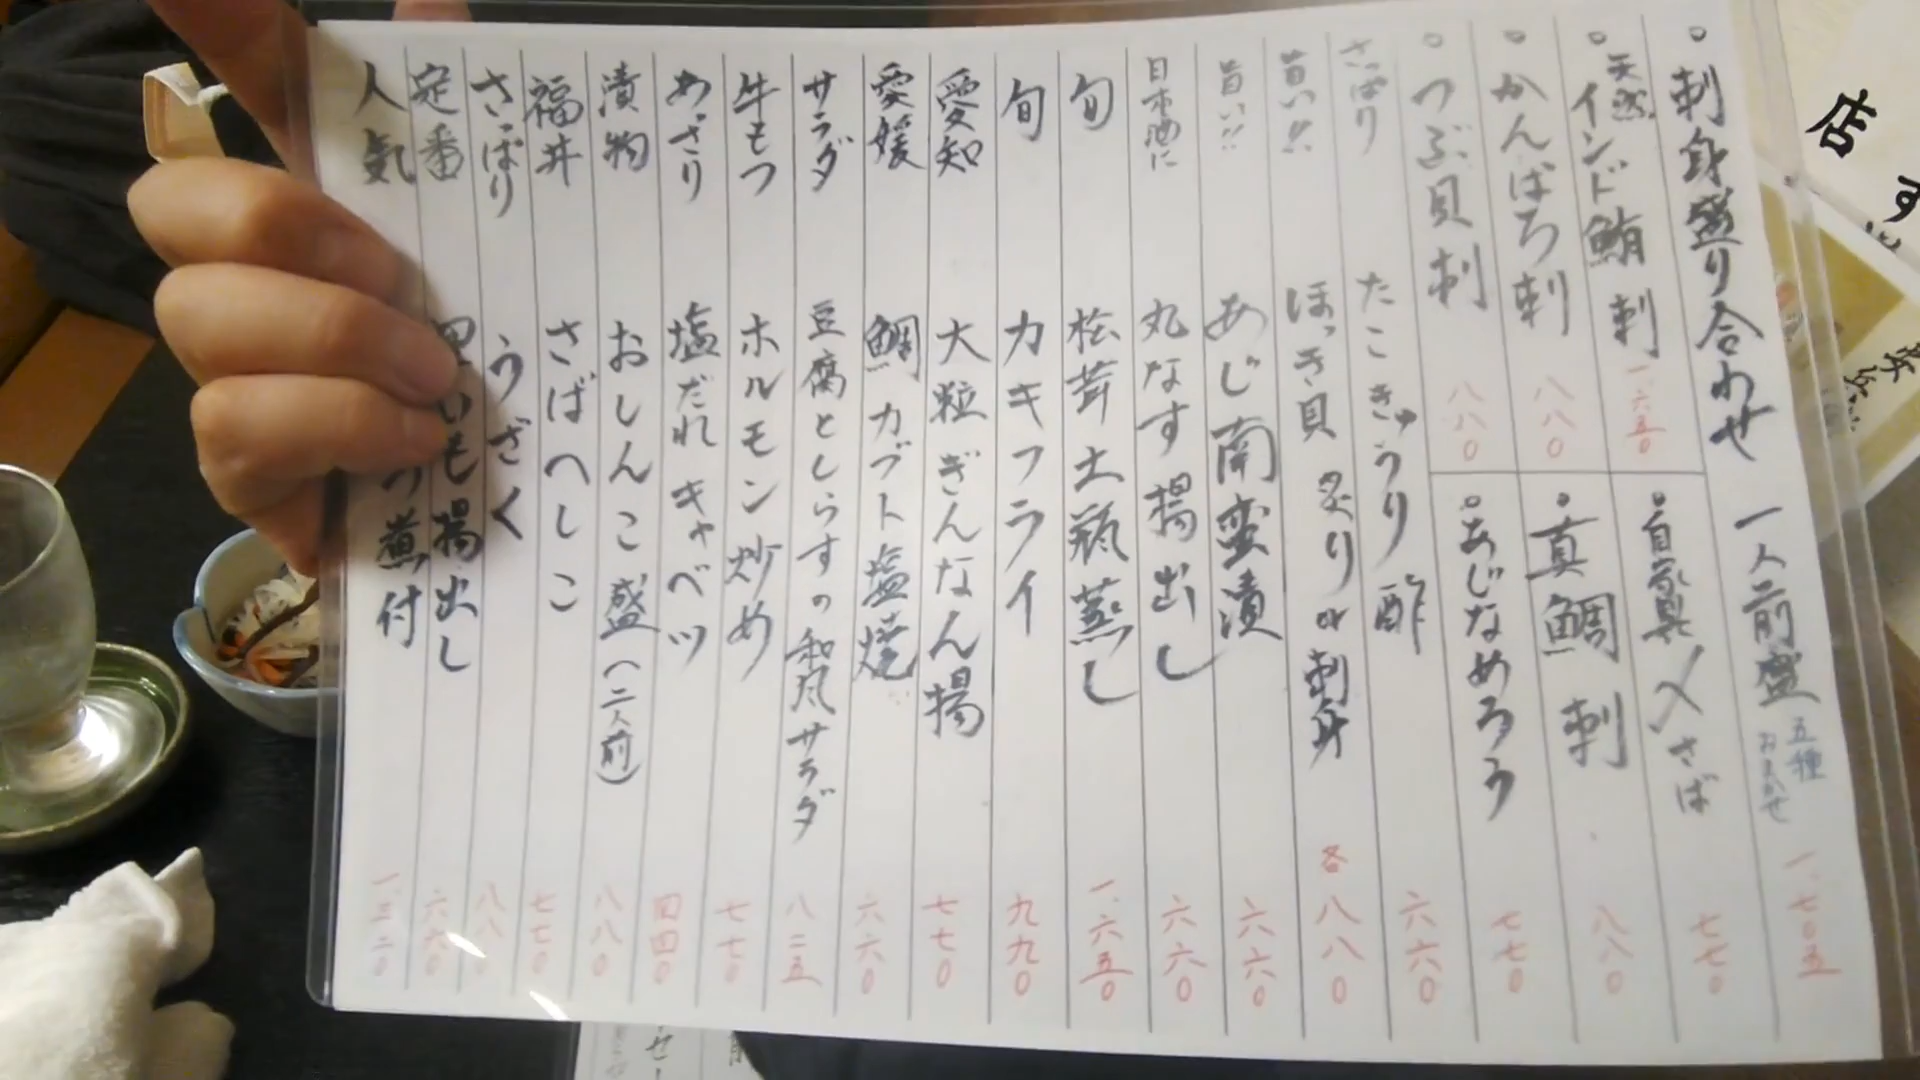 刺身盛り合わせ 一人前盛 五種おまかせ 一、七〇五
天然インド鮪刺 一、六五〇
自家製〆さば 七七〇
かんぱち刺 八八〇
真鯛刺 八八〇
つぶ貝刺 八八〇
あじなめろう 七七〇
さっぱり たこきゅうり酢 六六〇
旨い!! ほっき貝 炙りor刺身 各八八〇
旨い!! あじ南蛮漬 六六〇
日本酒に 丸なす揚出し 六六〇
旬 松茸土瓶蒸し 一、六五〇
旬 カキフライ 九九〇
愛知 大粒ぎんなん揚 七七〇
愛媛 鯛カブト塩焼 六六〇
サラダ 豆腐としらすの和風サラダ 八二五
牛もつ ホルモン炒め 七七〇
あっさり 塩だれキャベツ 四四〇
漬物 おしんこ盛(二人前) 八八〇
福井 さばへしこ 七七〇
さっぱり うざく 八八〇
定番 いも揚出し 六六〇
人気 煮付 一、三二〇
店